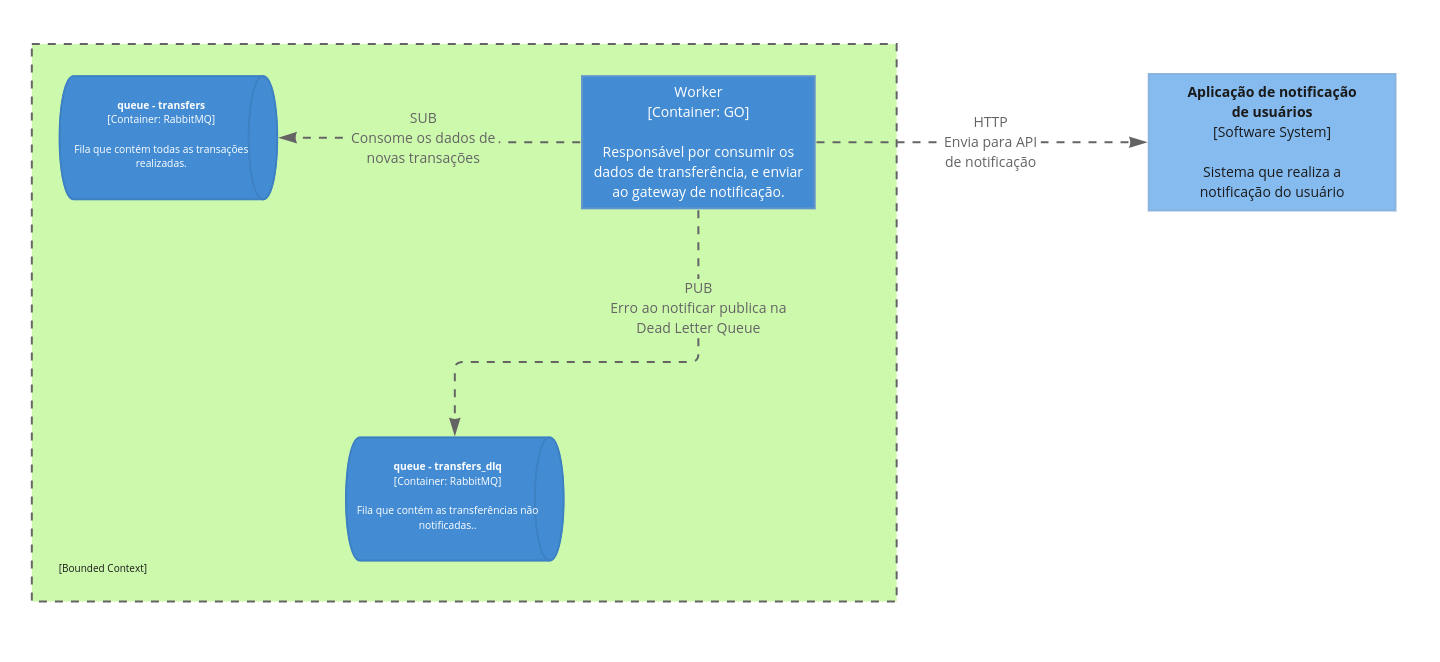 queue - transfers
[Container: RabbitMQ]
Fila que contém todas as transações
realizadas.
SUB
Consome os dados de
novas transações
Worker
[Container: GO]
Responsável por consumir os
dados de transferência, e enviar
ao gateway de notificação.
HTTP
Envia para API
de notificação
Aplicação de notificação
de usuários
[Software System]
Sistema que realiza a
notificação do usuário
PUB
Erro ao notificar publica na
Dead Letter Queue
queue - transfers_dlq
[Container: RabbitMQ]
Fila que contém as transferências não
notificadas..
[Bounded Context]